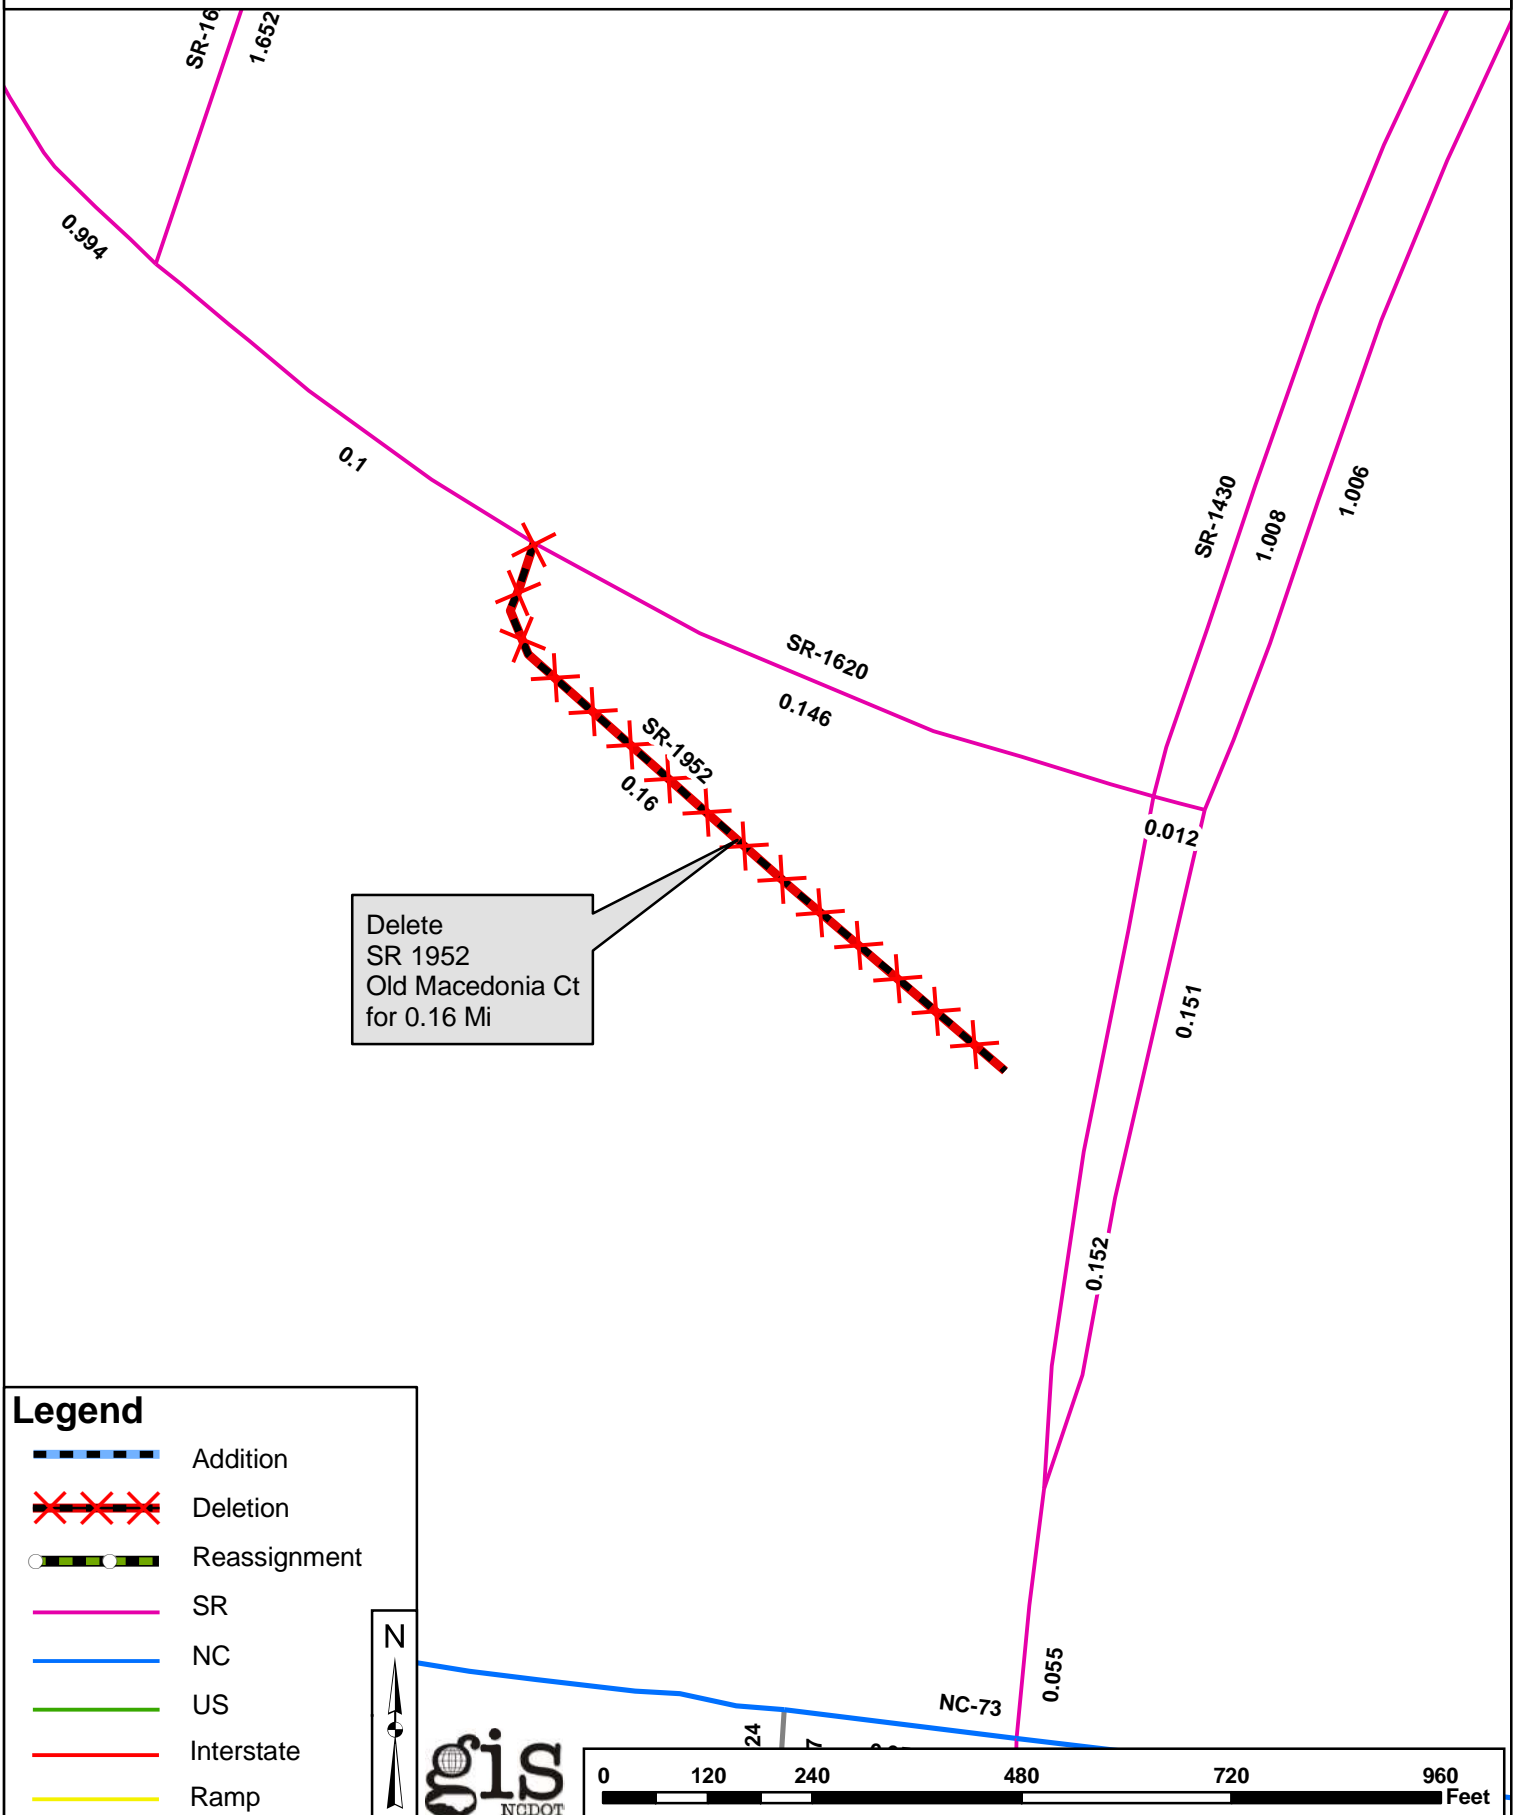 SR-16
1.652
0.994
0.1
SR-1430
1.008
1.006
SR-1620
0.146
SR-1952
0.16
0.012
Delete
SR 1952
Old Macedonia Ct
for 0.16 Mi
0.151
0.152
0.055
NC-73
24
7
Legend
Addition
Deletion
Reassignment
SR
NC
US
Interstate
Ramp
N
gis
NCDOT
0 120 240 480 720 960
Feet